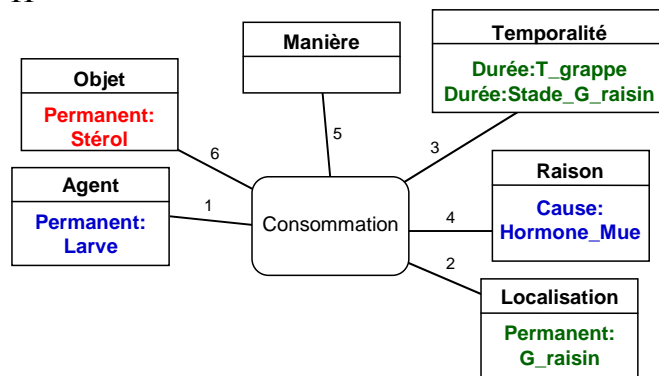 Manière
Temporalité
Durée:T_grappe
Durée:Stade_G_raisin
Objet
Permanent:
Stérol
5
3
6
Raison
Cause:
Hormone_Mue
Agent
Permanent:
Larve
1
Consommation
4
2
Localisation
Permanent:
G_raisin